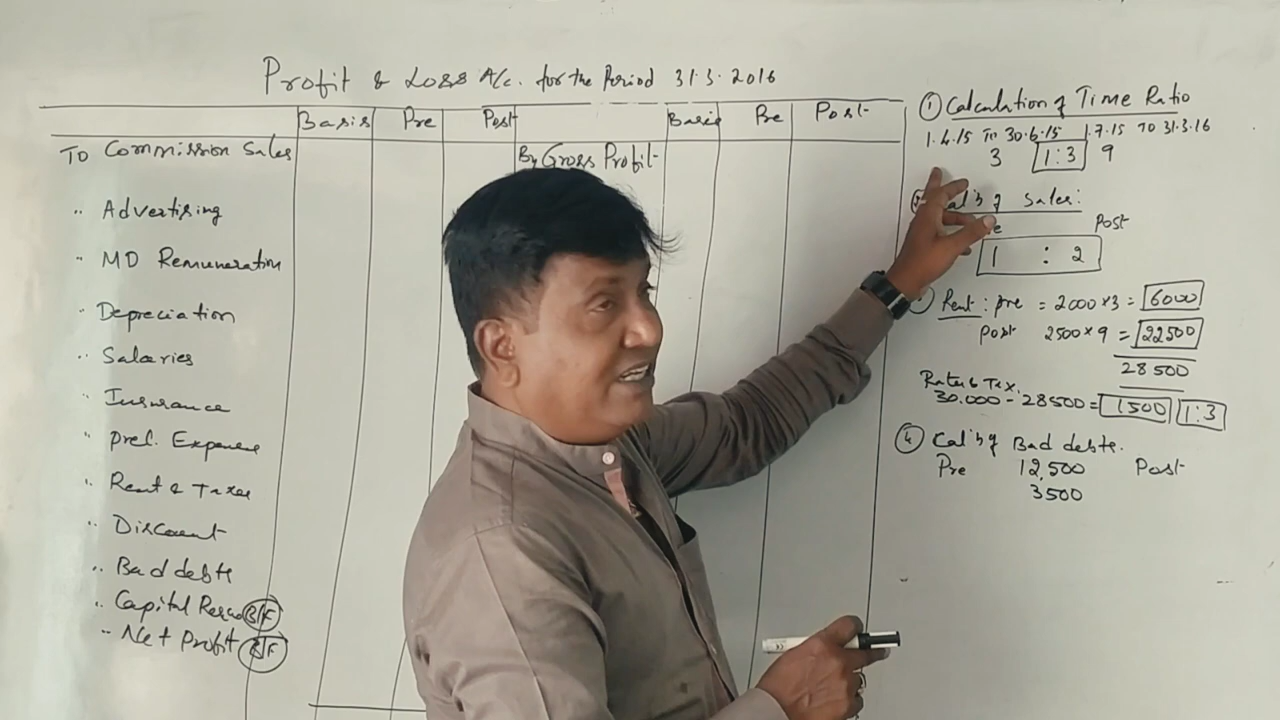 Profit & Loss A/c. for the Period 31.3.2016
Basis Pre Post Basis Pre Post
To Commission Sales
By Gross Profit
" Advertising
" MD Remuneration
" Depreciation
" Salaries
" Insurance
" Prel. Expense
" Rent & Taxes
" Discount
" Bad debts
" Capital B/F
" Net Profit B/F
① Calculation of Time Ratio
1.4.15 To 30.6.15 1.7.15 TO 31.3.16
3 1:3 9
Sales:
Post
1 : 2
Rent: Pre = 2000 × 3 = 6000
Post 2500 × 9 = 22500
28500
Rates & Tax.
30.000 - 28500 = 1500 1:3
④ Bad debts.
Pre 12,500 Post
3500